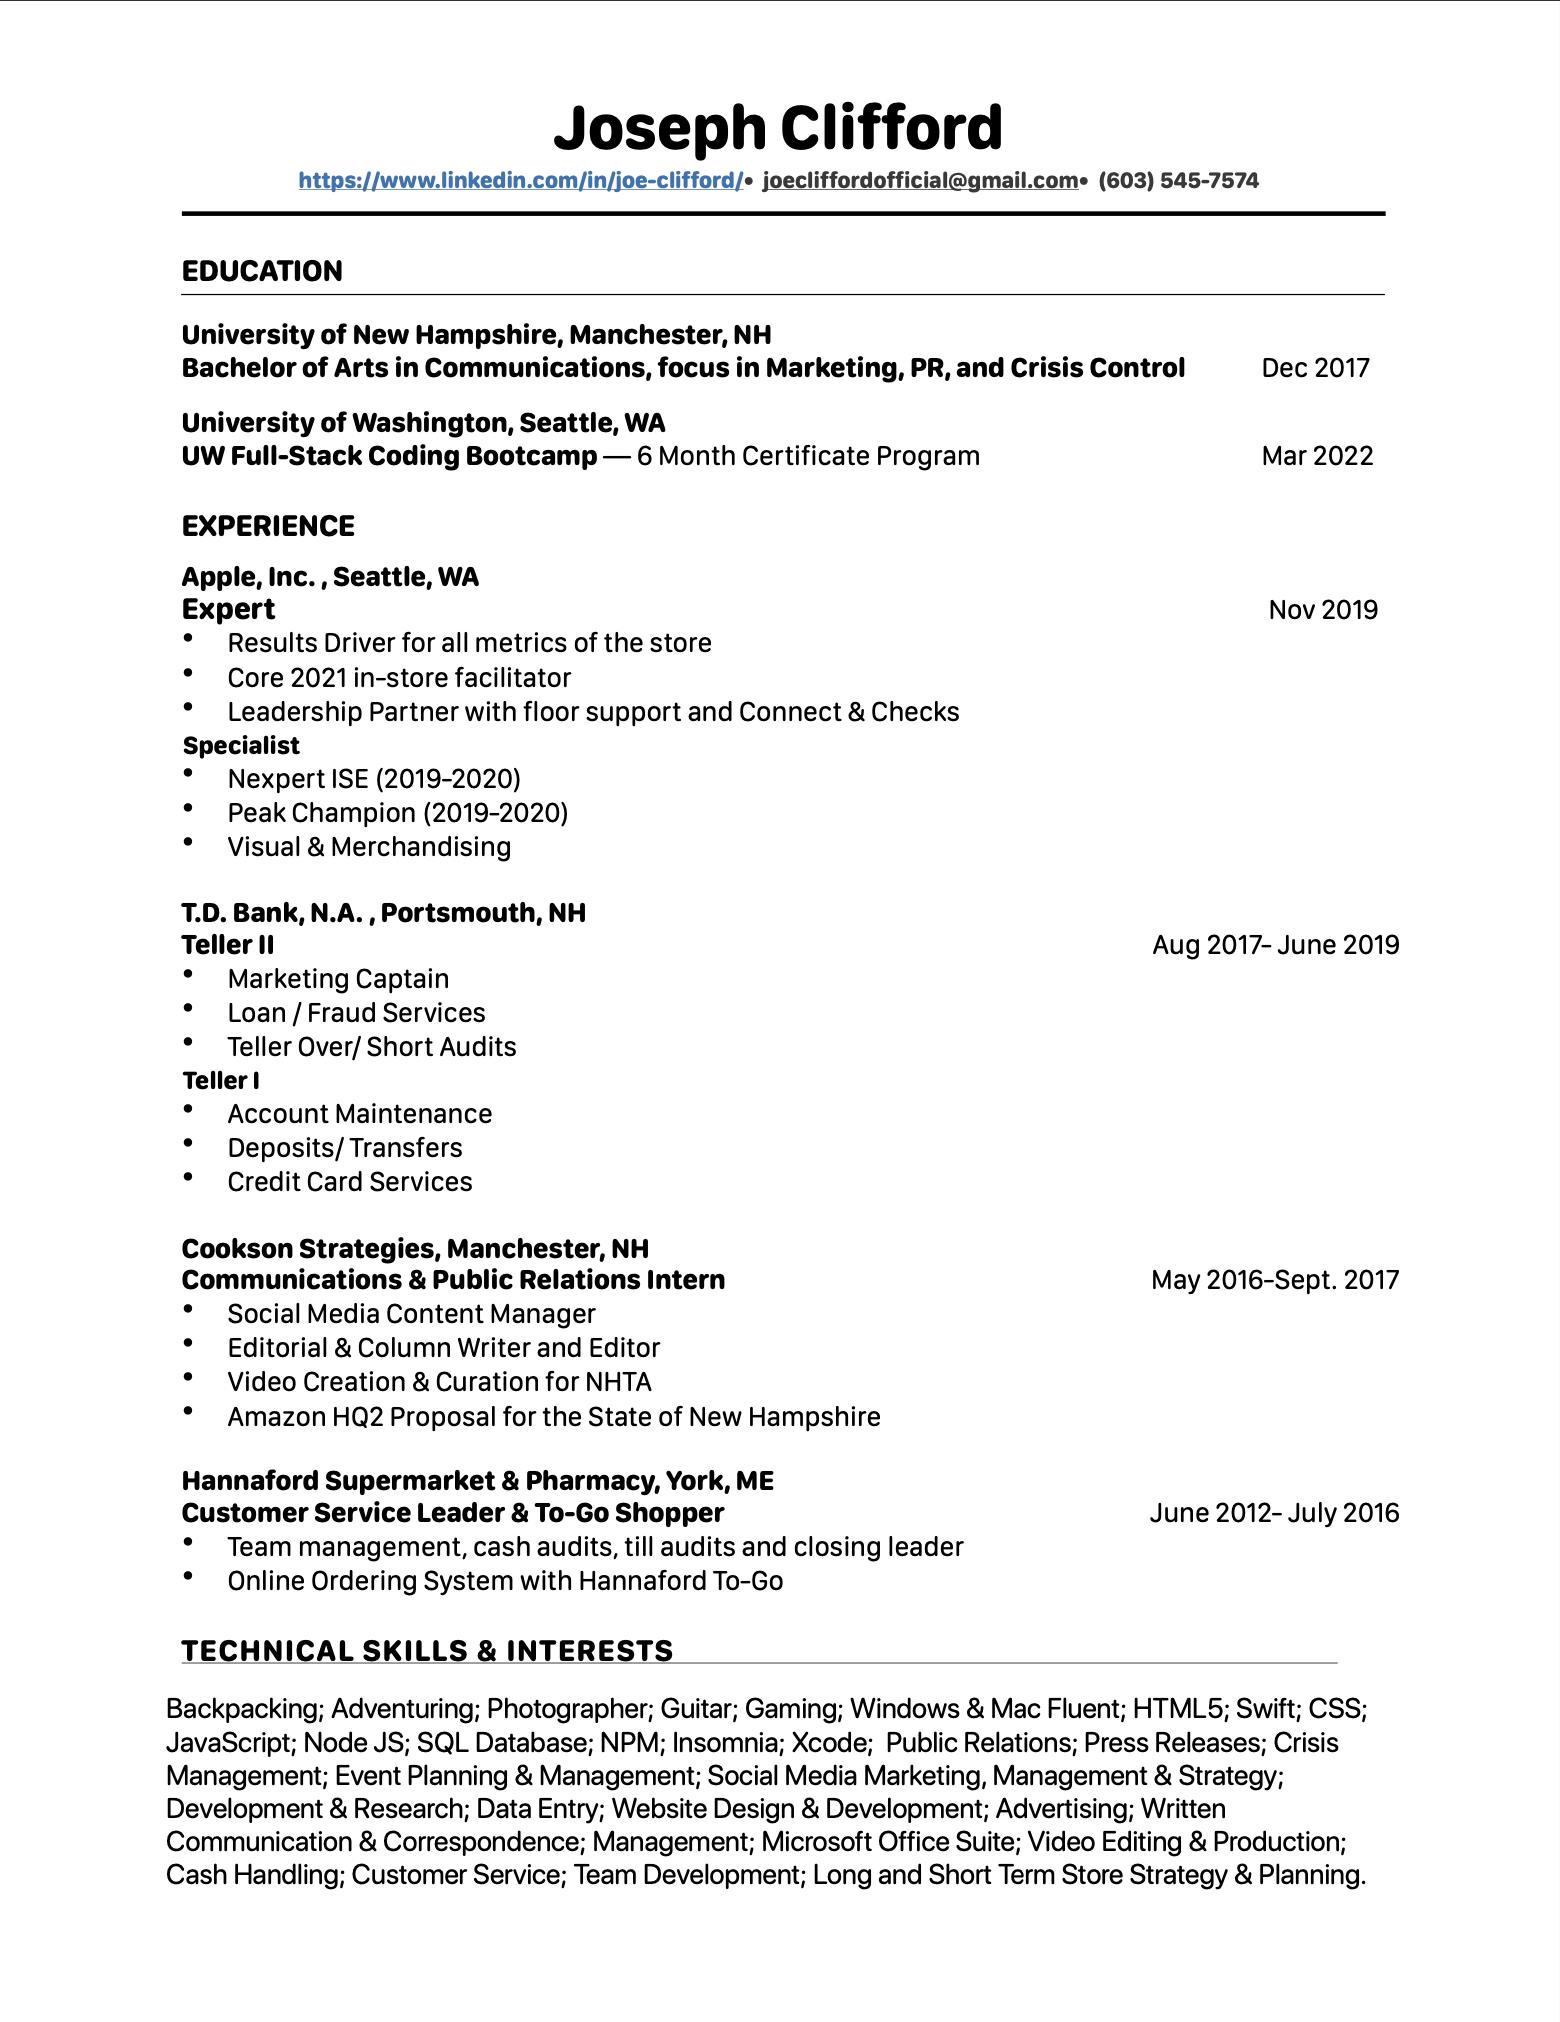 Joseph Clifford
https://www.linkedin.com/in/joe-clifford/• joecliffordofficial@gmail.com• (603) 545-7574
EDUCATION
University of New Hampshire, Manchester, NH
Bachelor of Arts in Communications, focus in Marketing, PR, and Crisis Control Dec 2017
University of Washington, Seattle, WA
UW Full-Stack Coding Bootcamp — 6 Month Certificate Program Mar 2022
EXPERIENCE
Apple, Inc. , Seattle, WA
Expert Nov 2019
• Results Driver for all metrics of the store
• Core 2021 in-store facilitator
• Leadership Partner with floor support and Connect & Checks
Specialist
• Nexpert ISE (2019-2020)
• Peak Champion (2019-2020)
• Visual & Merchandising
T.D. Bank, N.A. , Portsmouth, NH
Teller II Aug 2017- June 2019
• Marketing Captain
• Loan / Fraud Services
• Teller Over/ Short Audits
Teller I
• Account Maintenance
• Deposits/ Transfers
• Credit Card Services
Cookson Strategies, Manchester, NH
Communications & Public Relations Intern May 2016-Sept. 2017
• Social Media Content Manager
• Editorial & Column Writer and Editor
• Video Creation & Curation for NHTA
• Amazon HQ2 Proposal for the State of New Hampshire
Hannaford Supermarket & Pharmacy, York, ME
Customer Service Leader & To-Go Shopper June 2012- July 2016
• Team management, cash audits, till audits and closing leader
• Online Ordering System with Hannaford To-Go
TECHNICAL SKILLS & INTERESTS
Backpacking; Adventuring; Photographer; Guitar; Gaming; Windows & Mac Fluent; HTML5; Swift; CSS;
JavaScript; Node JS; SQL Database; NPM; Insomnia; Xcode;  Public Relations; Press Releases; Crisis
Management; Event Planning & Management; Social Media Marketing, Management & Strategy;
Development & Research; Data Entry; Website Design & Development; Advertising; Written
Communication & Correspondence; Management; Microsoft Office Suite; Video Editing & Production;
Cash Handling; Customer Service; Team Development; Long and Short Term Store Strategy & Planning.